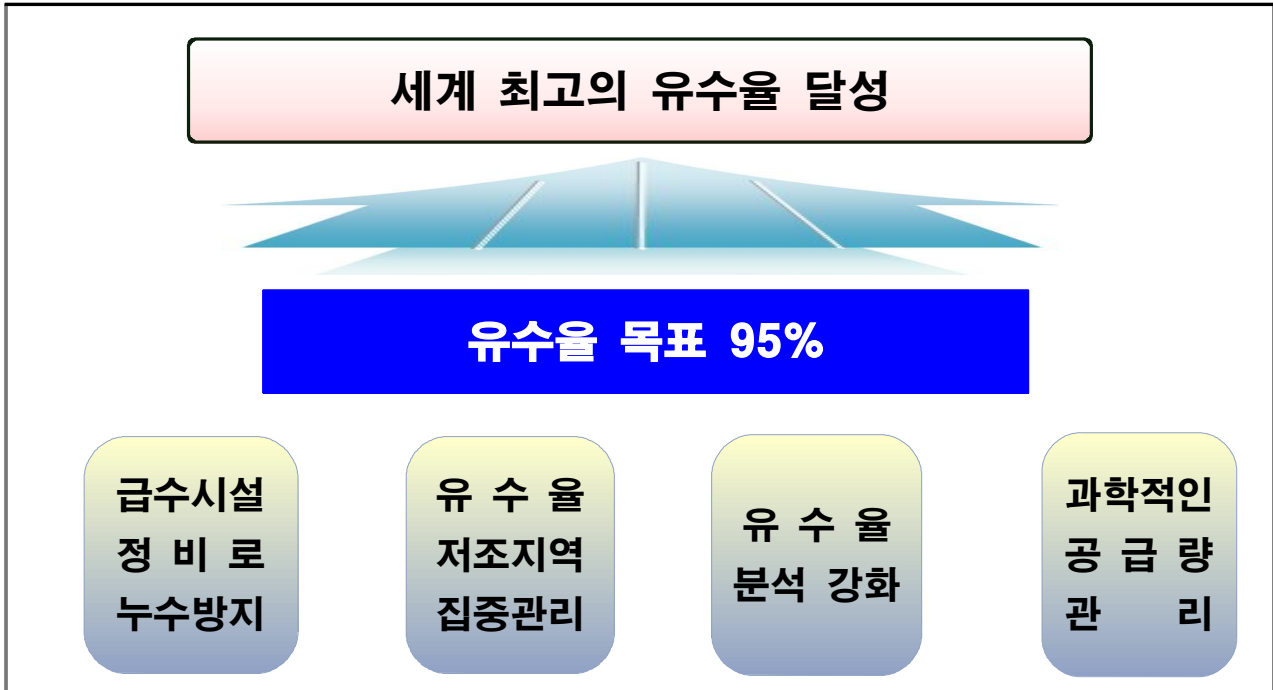 세계 최고의 유수율 달성
유수율 목표 95%
급수시설
정 비 로
누수방지
유 수 율
저조지역
집중관리
유 수 율
분석 강화
과학적인
공 급 량
관 리